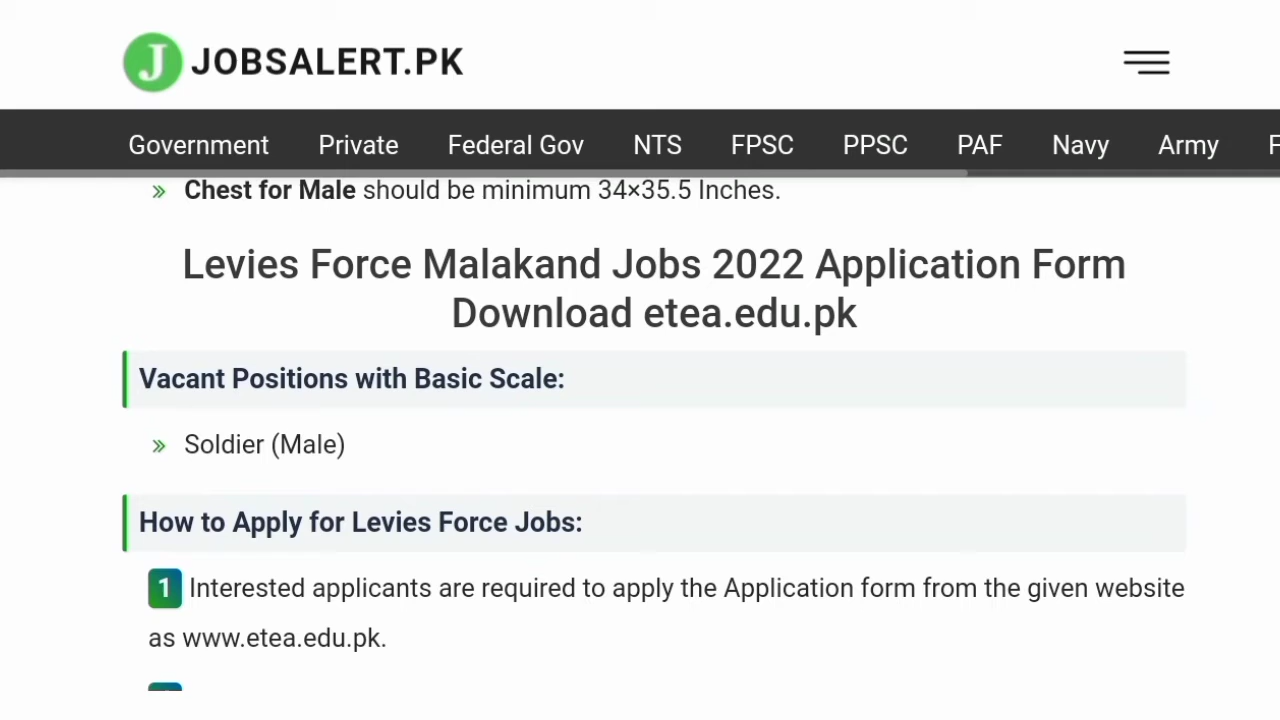 J JOBSALERT.PK
Government Private Federal Gov NTS FPSC PPSC PAF Navy Army
» Chest for Male should be minimum 34×35.5 Inches.
Levies Force Malakand Jobs 2022 Application Form
Download etea.edu.pk
Vacant Positions with Basic Scale:
» Soldier (Male)
How to Apply for Levies Force Jobs:
1 Interested applicants are required to apply the Application form from the given website
as www.etea.edu.pk.